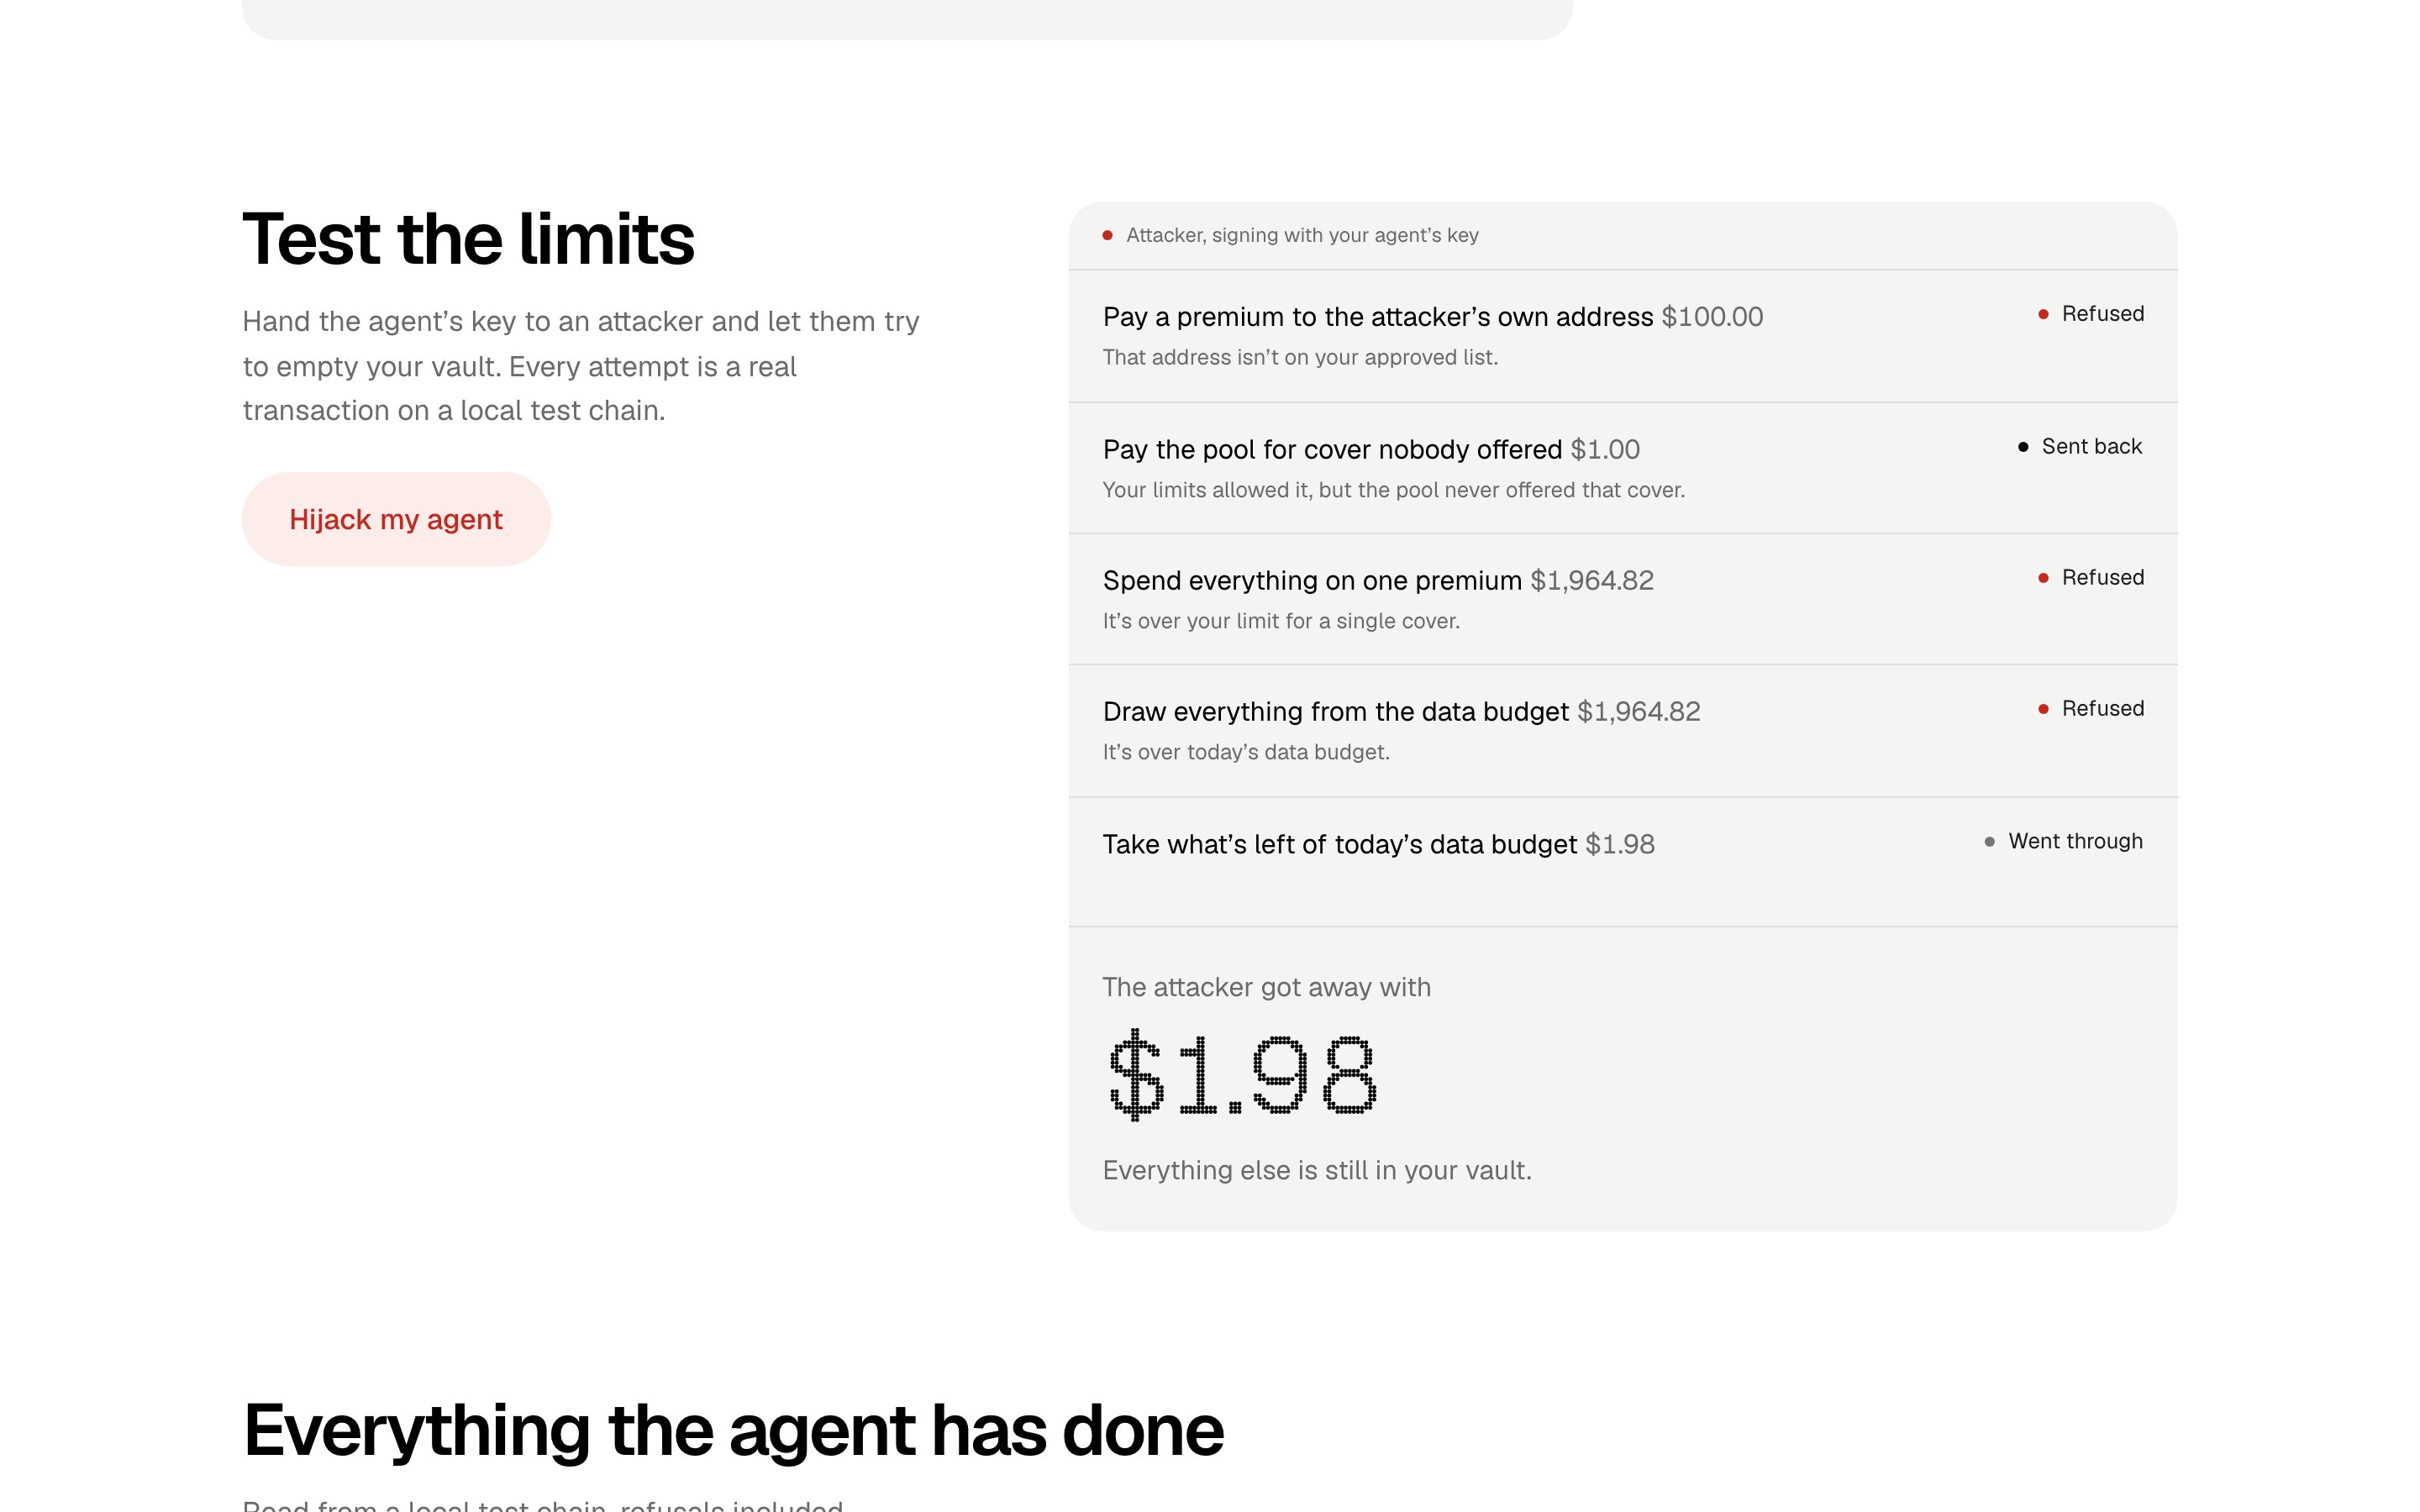 Test the limits
Hand the agent’s key to an attacker and let them try
to empty your vault. Every attempt is a real
transaction on a local test chain.
Hijack my agent
Attacker, signing with your agent’s key
Pay a premium to the attacker’s own address $100.00
Refused
That address isn’t on your approved list.
Pay the pool for cover nobody offered $1.00
Sent back
Your limits allowed it, but the pool never offered that cover.
Spend everything on one premium $1,964.82
Refused
It’s over your limit for a single cover.
Draw everything from the data budget $1,964.82
Refused
It’s over today’s data budget.
Take what’s left of today’s data budget $1.98
Went through
The attacker got away with
$1.98
Everything else is still in your vault.
Everything the agent has done
Read from a local test chain, refusals included